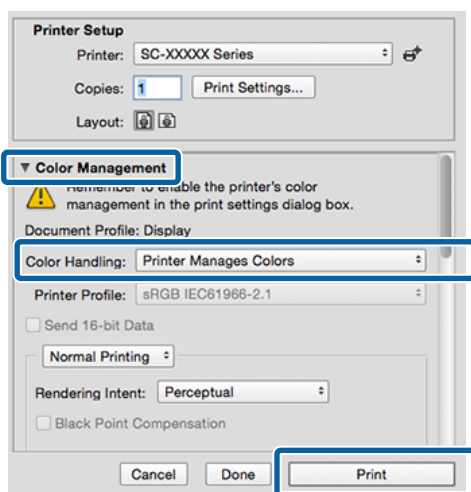 Printer Setup
Printer: SC-XXXXX Series
Copies: 1 Print Settings...
Layout:
Color Management
Remember to enable the printer's color
management in the print settings dialog box.
Document Profile: Display
Color Handling: Printer Manages Colors
Printer Profile: sRGB IEC61966-2.1
Send 16-bit Data
Normal Printing
Rendering Intent: Perceptual
Black Point Compensation
Cancel Done Print